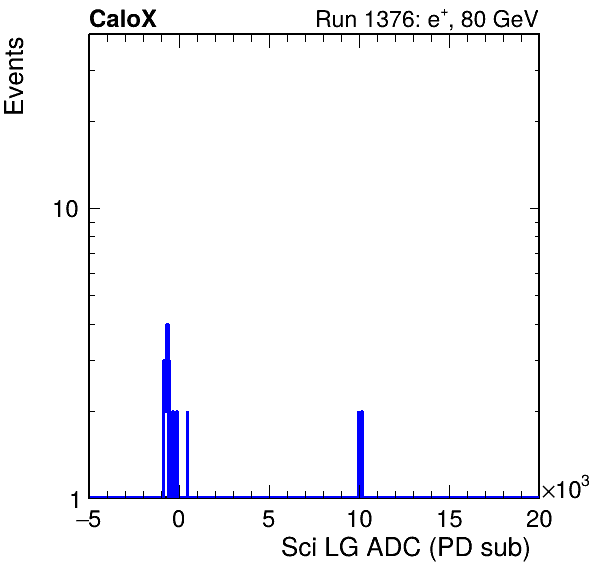 CaloX Run 1376: e⁺, 80 GeV
Events
10
1
−5 0 5 10 15 20 ×10³
Sci LG ADC (PD sub)